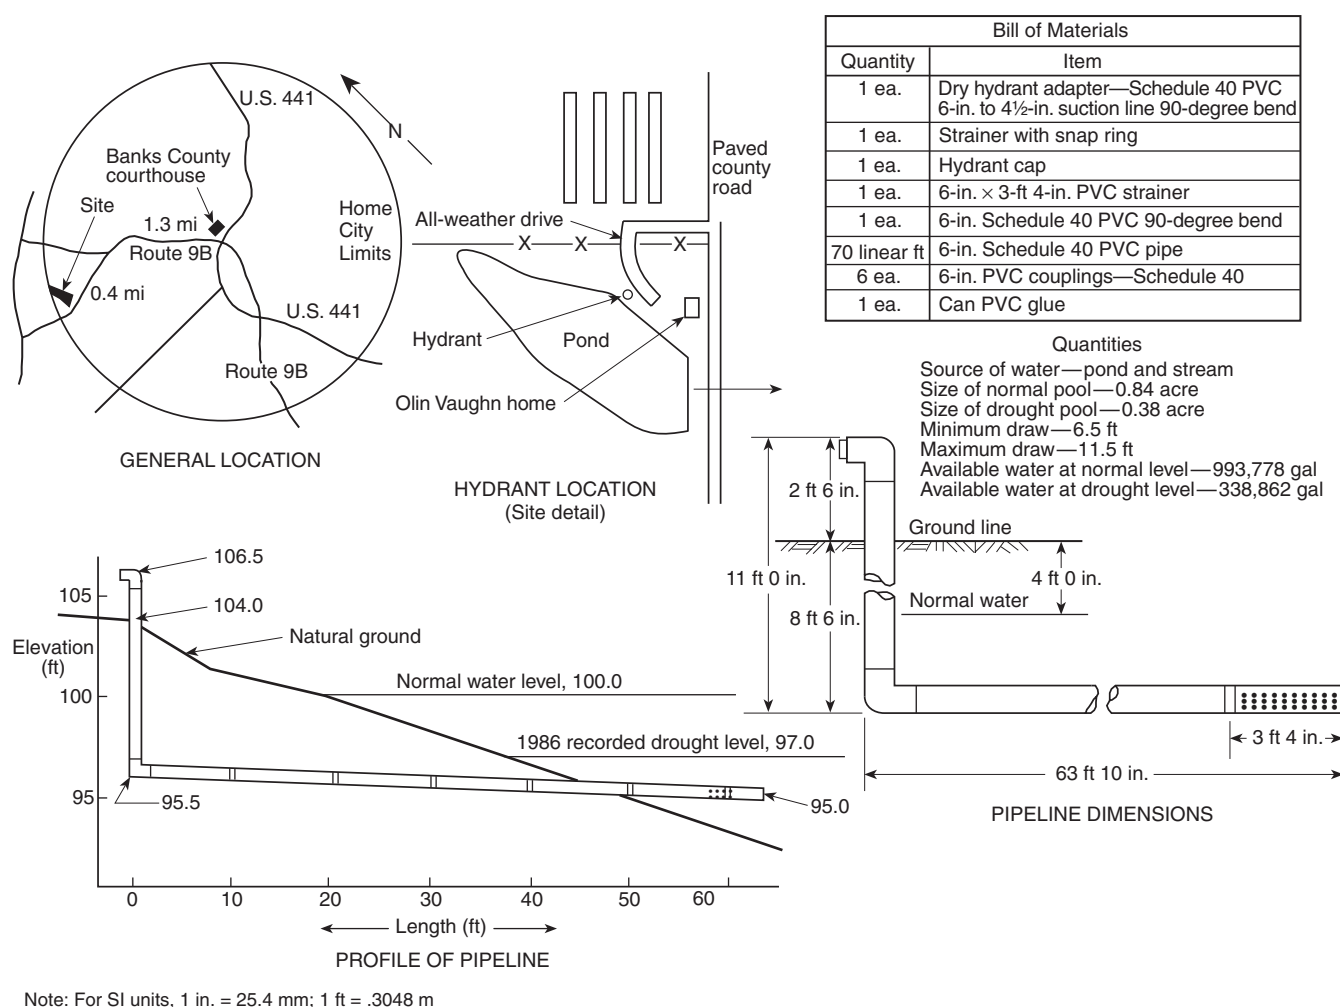 U.S. 441
N
Banks County
courthouse
Site
1.3 mi
Route 9B
Home
City
Limits
0.4 mi
U.S. 441
Route 9B
GENERAL LOCATION
Paved
county
road
All-weather drive
X
X
X
Hydrant
Pond
Olin Vaughn home
HYDRANT LOCATION
(Site detail)
Bill of Materials
Quantity Item
1 ea. Dry hydrant adapter—Schedule 40 PVC
6-in. to 4½-in. suction line 90-degree bend
1 ea. Strainer with snap ring
1 ea. Hydrant cap
1 ea. 6-in. × 3-ft 4-in. PVC strainer
1 ea. 6-in. Schedule 40 PVC 90-degree bend
70 linear ft 6-in. Schedule 40 PVC pipe
6 ea. 6-in. PVC couplings—Schedule 40
1 ea. Can PVC glue
Quantities
Source of water—pond and stream
Size of normal pool—0.84 acre
Size of drought pool—0.38 acre
Minimum draw—6.5 ft
Maximum draw—11.5 ft
Available water at normal level—993,778 gal
Available water at drought level—338,862 gal
2 ft 6 in.
Ground line
11 ft 0 in.
4 ft 0 in.
Normal water
8 ft 6 in.
3 ft 4 in.
63 ft 10 in.
PIPELINE DIMENSIONS
106.5
105
104.0
Natural ground
Elevation
(ft)
Normal water level, 100.0
100
1986 recorded drought level, 97.0
95
95.5
95.0
0 10 20 30 40 50 60
Length (ft)
PROFILE OF PIPELINE
Note: For SI units, 1 in. = 25.4 mm; 1 ft = .3048 m